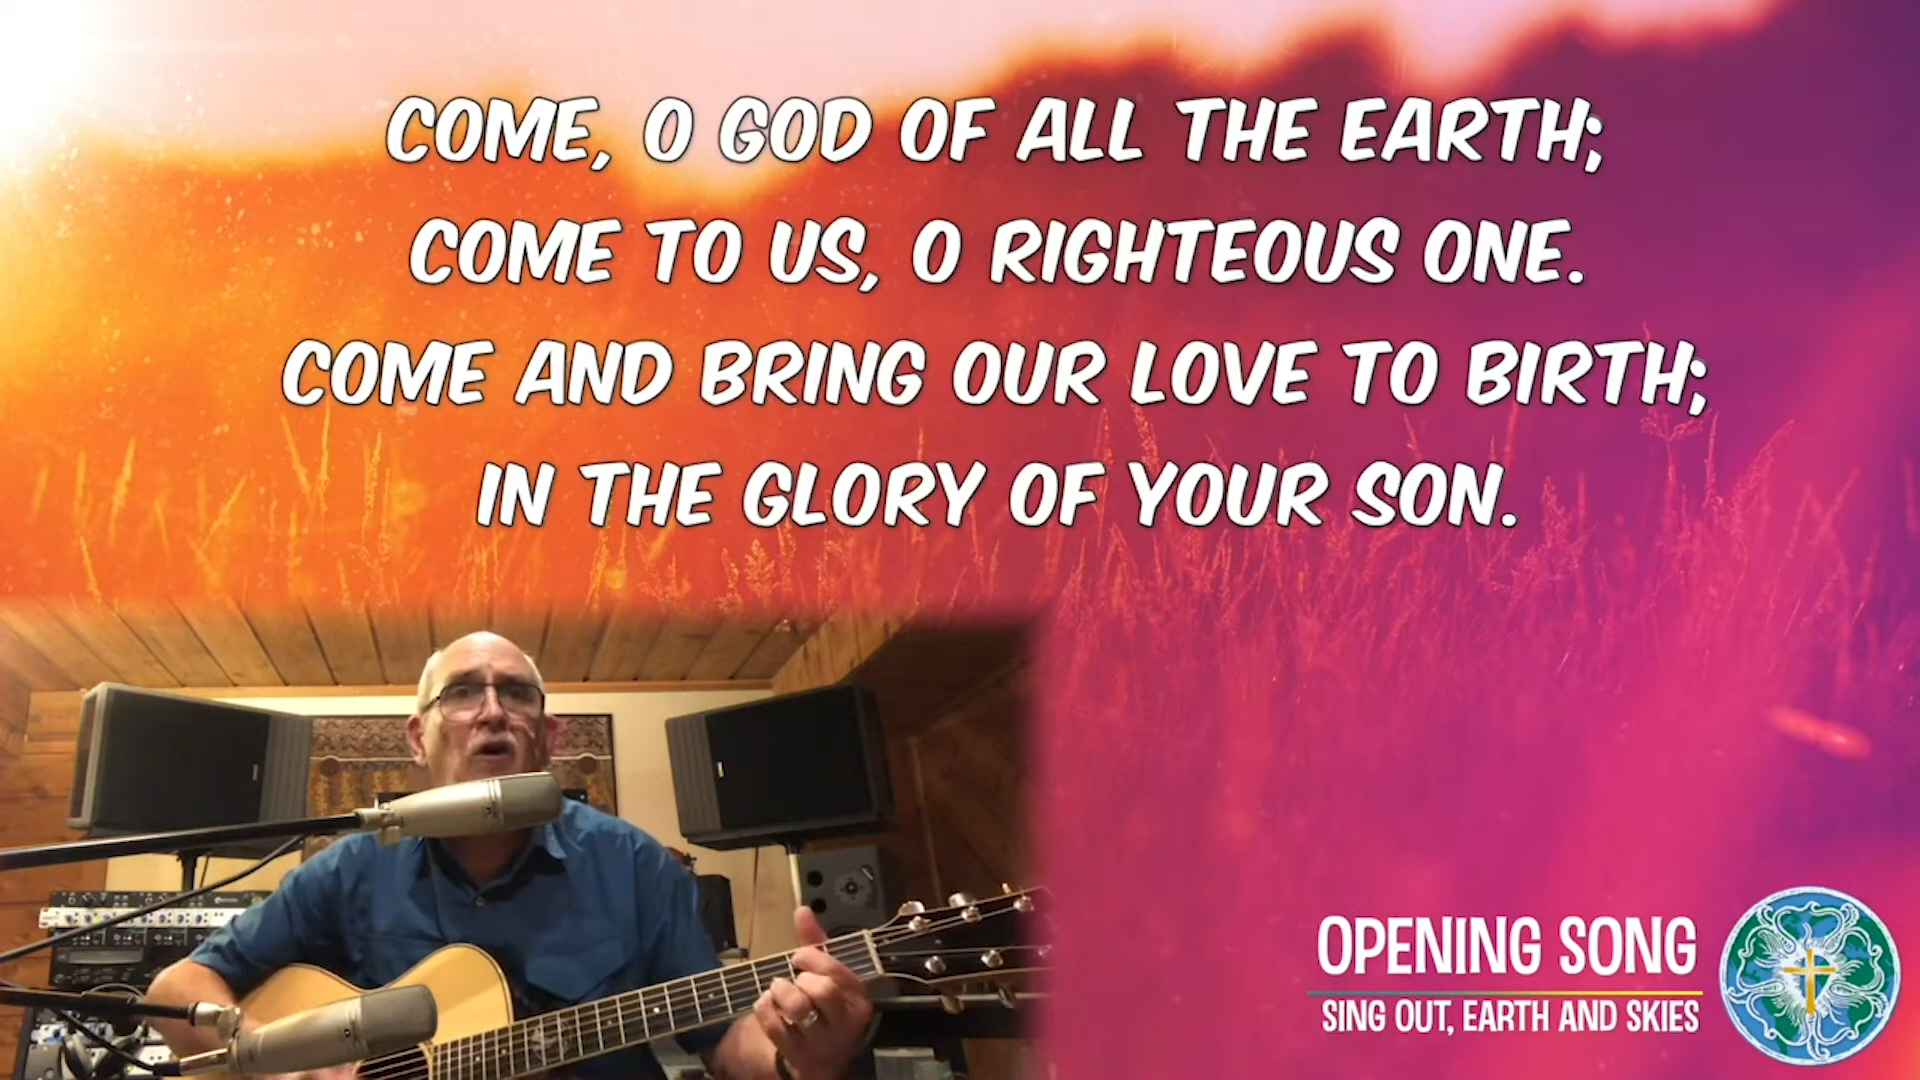 COME, O GOD OF ALL THE EARTH;
COME TO US, O RIGHTEOUS ONE.
COME AND BRING OUR LOVE TO BIRTH;
IN THE GLORY OF YOUR SON.
OPENING SONG
SING OUT, EARTH AND SKIES